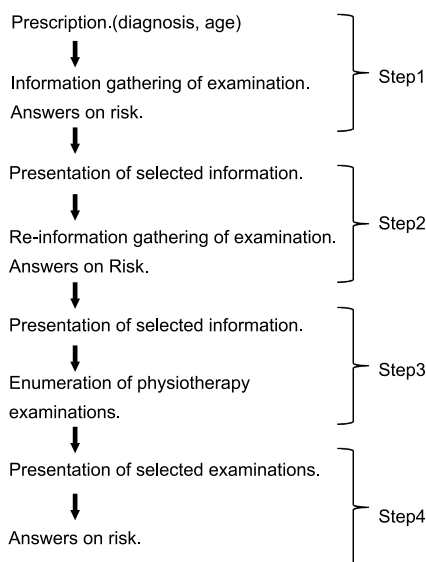 Prescription.(diagnosis, age)
Information gathering of examination.
Answers on risk.
Step1
Presentation of selected information.
Re-information gathering of examination.
Answers on Risk.
Step2
Presentation of selected information.
Enumeration of physiotherapy
examinations.
Step3
Presentation of selected examinations.
Answers on risk.
Step4